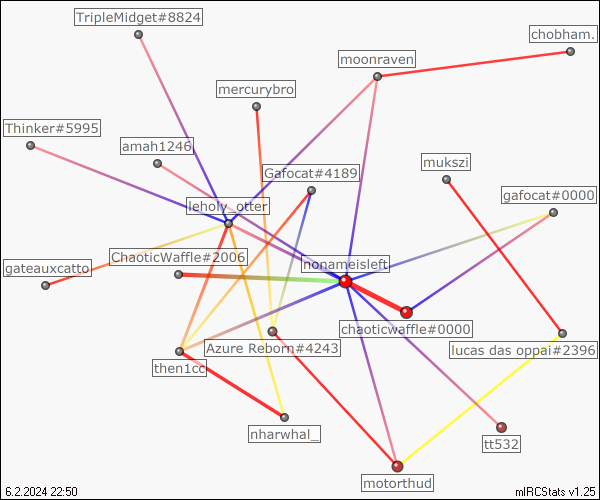 TripleMidget#8824
chobham.
moonraven
mercurybro
Thinker#5995
amah1246
mukszi
Gafocat#4189
gafocat#0000
leholy_otter
ChaoticWaffle#2006
nonameisleft
gateauxcatto
chaoticwaffle#0000
Azure Reborn#4243
lucas das oppai#2396
then1cc
nharwhal_
tt532
motorthud
6.2.2024 22:50
mIRCStats v1.25